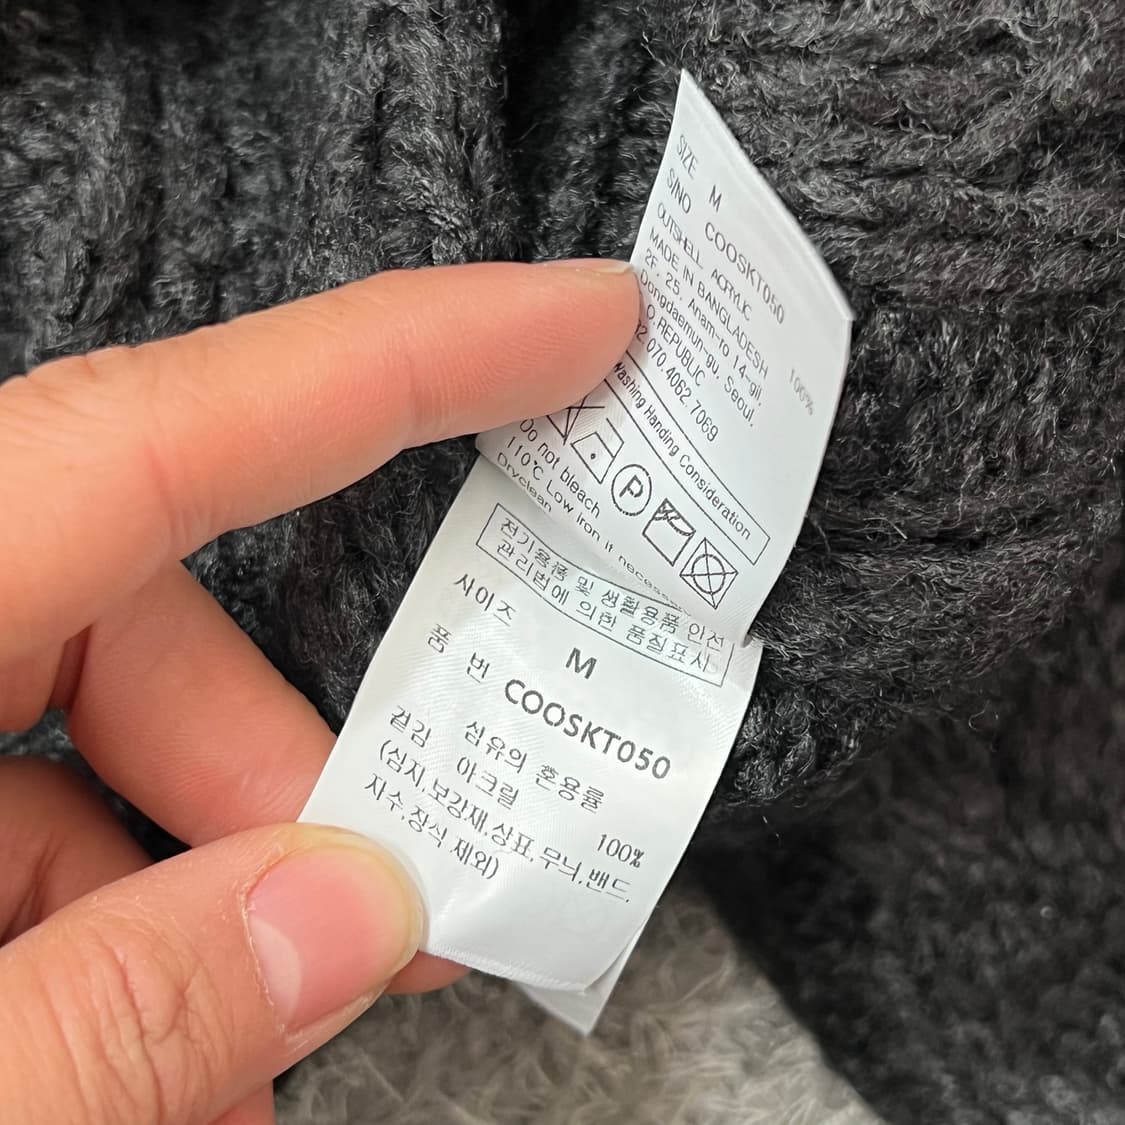 SIZE M
S/NO COOSKT050
OUTSHELL ACRYLIC 100%
MADE IN BANGLADESH
2F, 25, Anam-ro 14-gil,
Dongdaemun-gu, Seoul,
O.REPUBLIC
070.4062.7069
Washing Handing Consideration
P
Do not bleach
110℃ Low iron if necessary
Dryclean
전기용품 및 생활용품 안전
관리법에 의한 품질표시
사이즈 M
품 번 COOSKT050
겉감 섬유의 혼용률
아크릴 100%
(심지,보강재,상표,무늬,밴드,
자수,장식 제외)